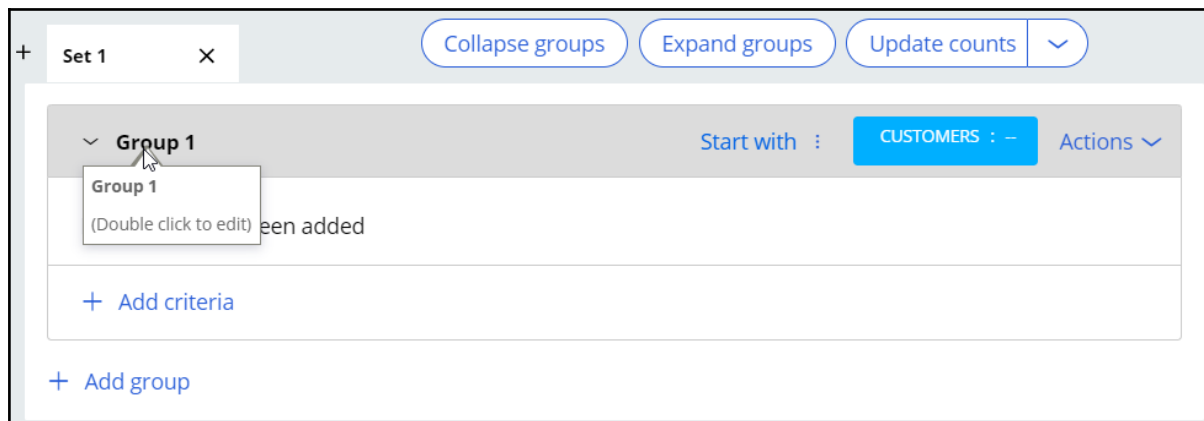 + Set 1 ×
Collapse groups
Expand groups
Update counts
Group 1
Start with
CUSTOMERS : --
Actions
Group 1
(Double click to edit)
een added
+ Add criteria
+ Add group